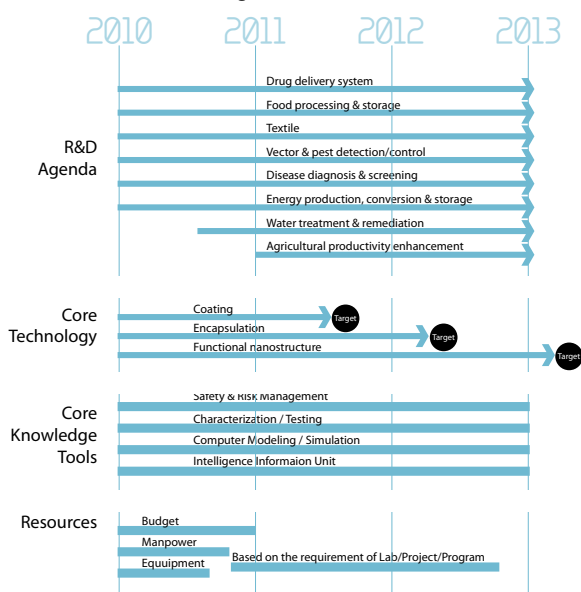 2010 2011 2012 2013
R&D
Agenda
Drug delivery system
Food processing & storage
Textile
Vector & pest detection/control
Disease diagnosis & screening
Energy production, conversion & storage
Water treatment & remediation
Agricultural productivity enhancement
Core
Technology
Coating
Target
Encapsulation
Target
Functional nanostructure
Target
Core
Knowledge
Tools
Safety & Risk Management
Characterization / Testing
Computer Modeling / Simulation
Intelligence Informaion Unit
Resources
Budget
Manpower
Equuipment
Based on the requirement of Lab/Project/Program